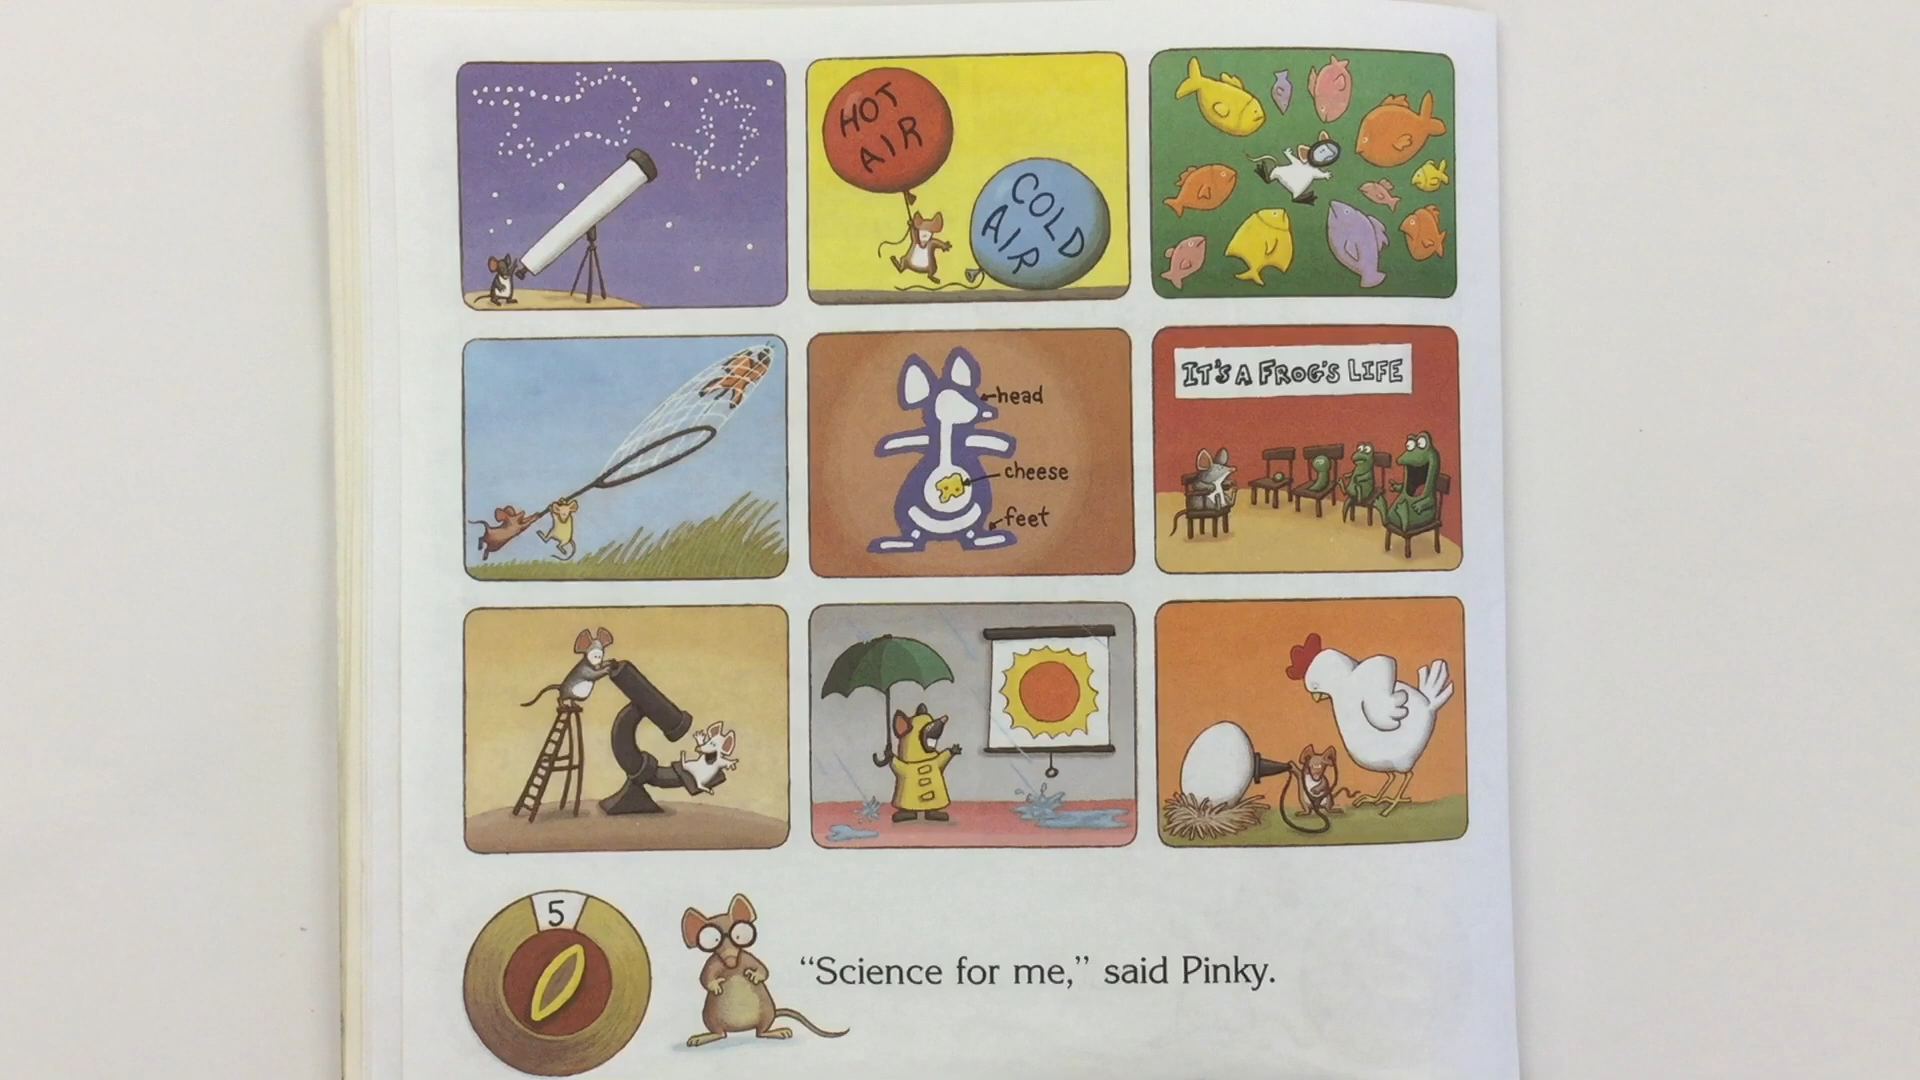 HOT
AIR
COLD
AIR
head
cheese
feet
IT'S A FROG'S LIFE
5
“Science for me,” said Pinky.